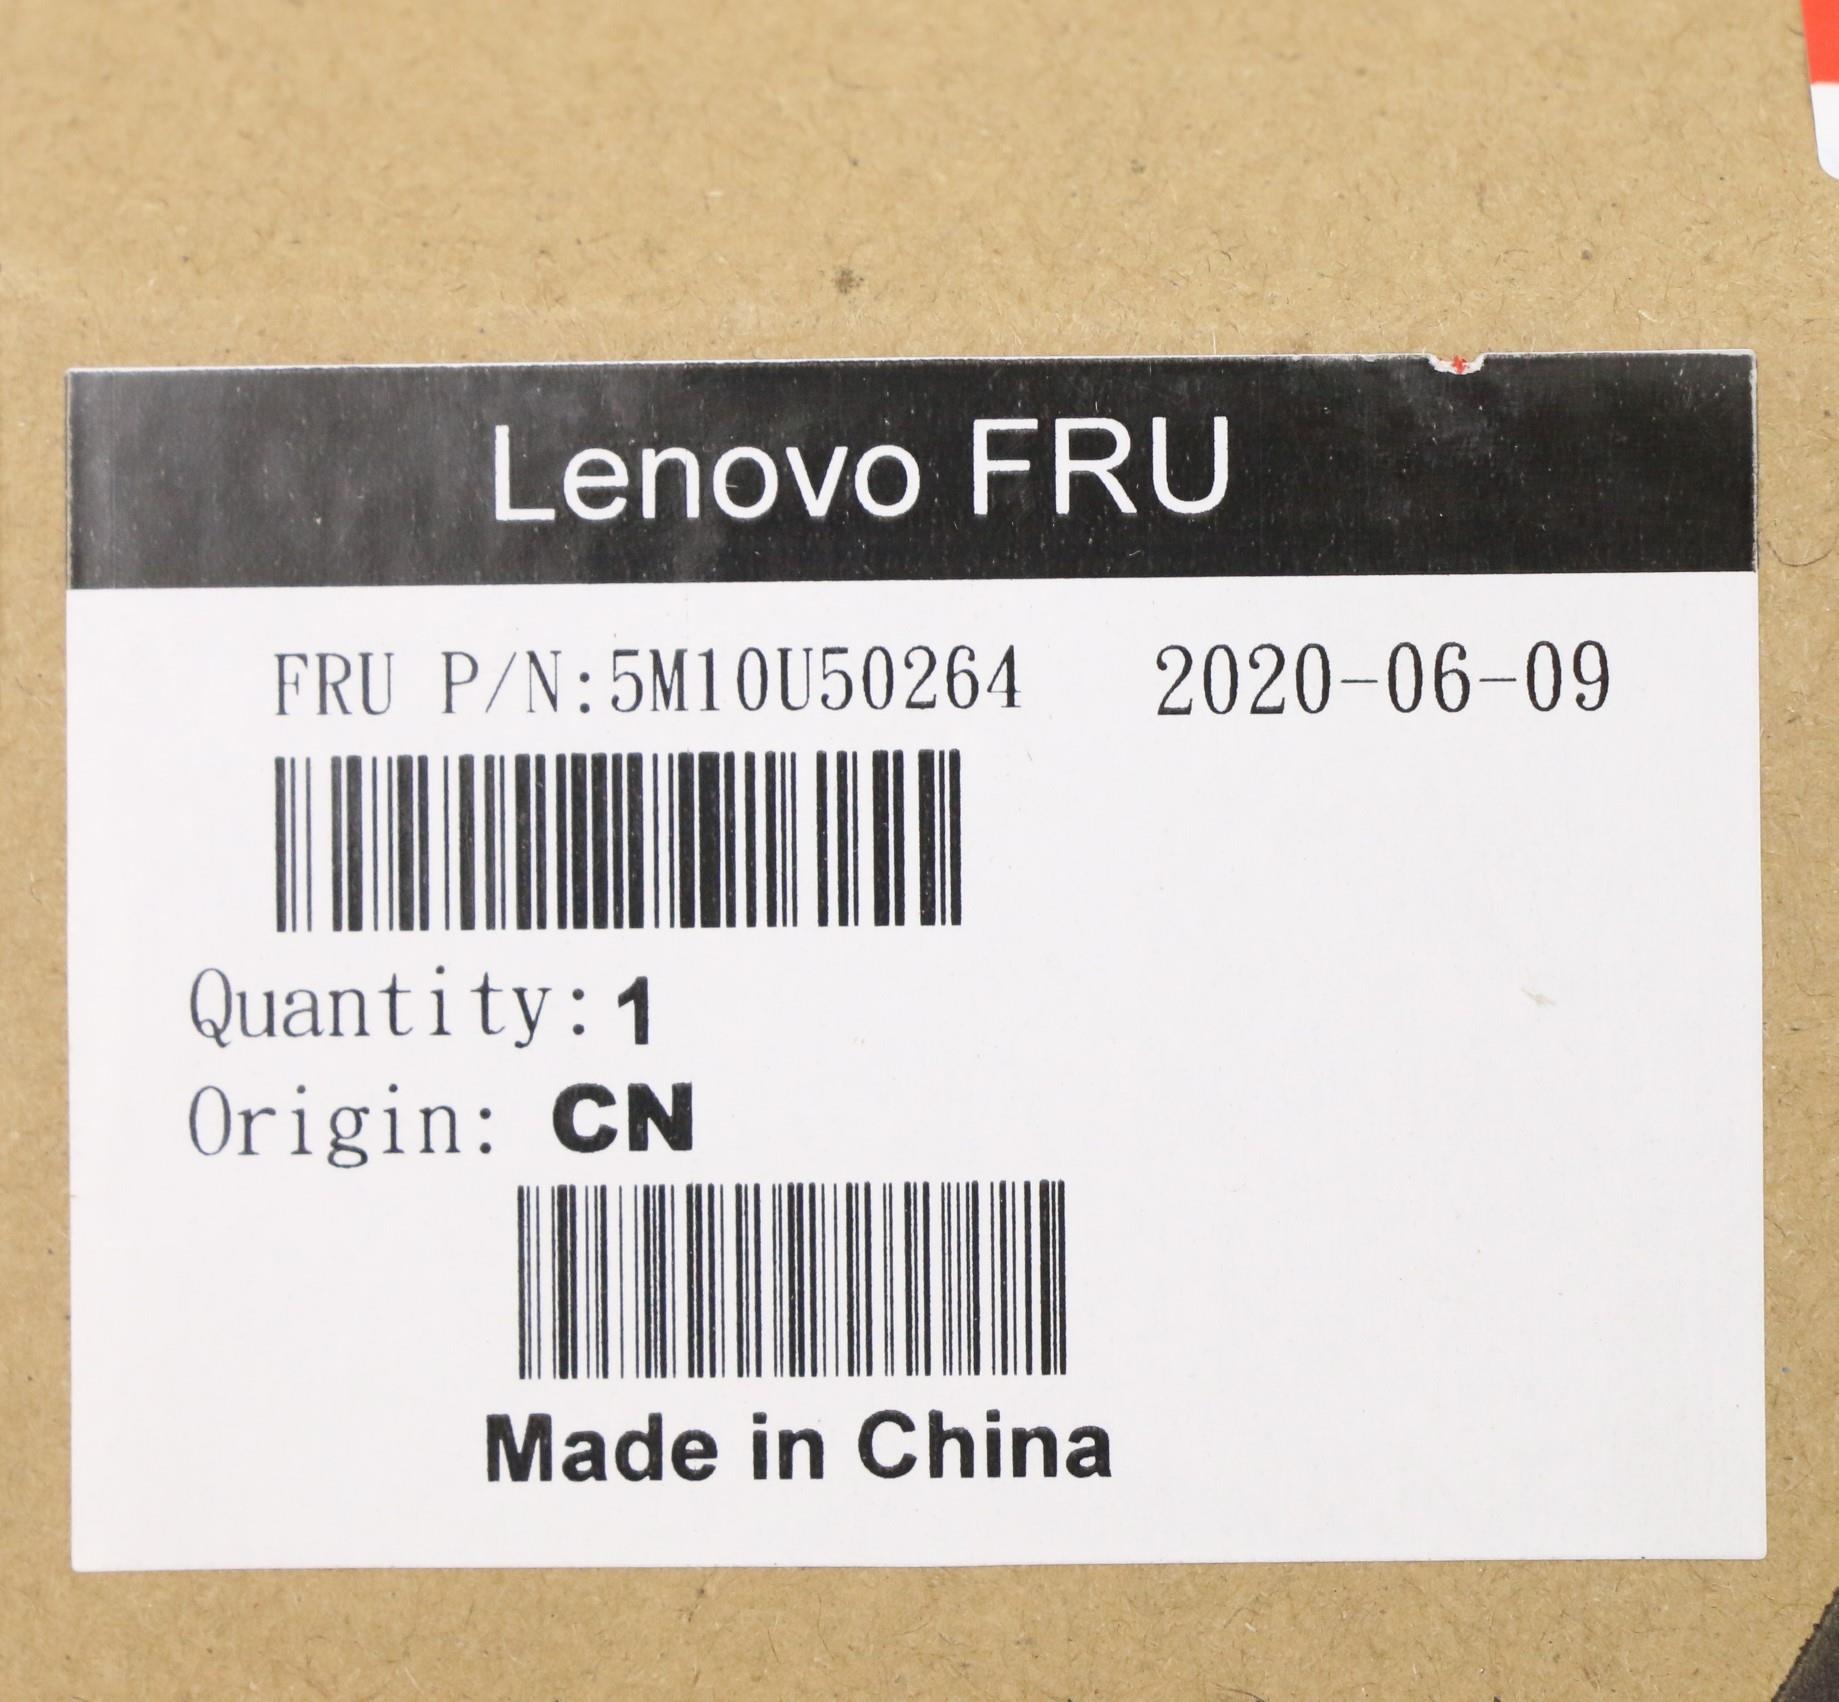 Lenovo FRU
FRU P/N:5M10U50264 2020-06-09
Quantity:1
Origin: CN
Made in China